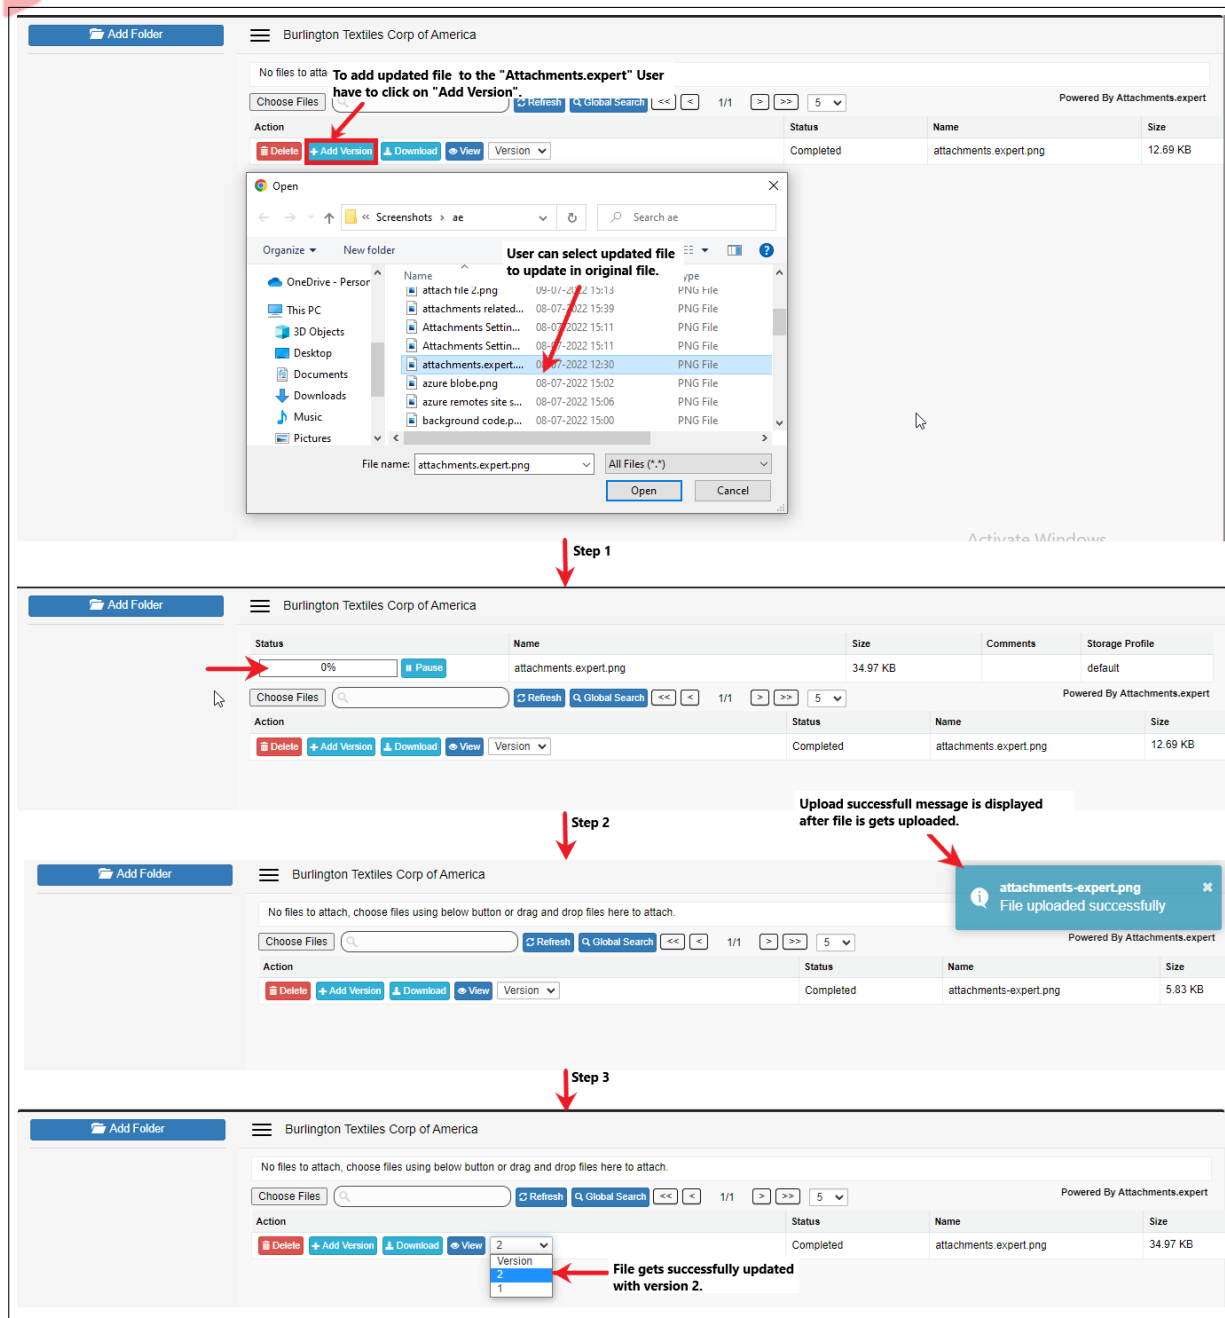 Add Folder
Burlington Textiles Corp of America
No files to atta
To add updated file to the "Attachments.expert" User
have to click on "Add Version".
Choose Files
Refresh Global Search << < 1/1 > >> 5
Powered By Attachments.expert
Action Status Name Size
Delete + Add Version Download View Version Completed attachments.expert.png 12.69 KB
Open
« Screenshots › ae Search ae
Organize New folder
User can select updated file
to update in original file.
OneDrive - Person
This PC
3D Objects
Desktop
Documents
Downloads
Music
Pictures
Name ype
attach file 2.png 09-07-2022 15:13 PNG File
attachments related... 08-07-2022 15:39 PNG File
Attachments Settin... 08-07-2022 15:11 PNG File
Attachments Settin... 08-07-2022 15:11 PNG File
attachments.expert.... 08-07-2022 12:30 PNG File
azure blobe.png 08-07-2022 15:02 PNG File
azure remotes site s... 08-07-2022 15:06 PNG File
background code.p... 08-07-2022 15:00 PNG File
File name: attachments.expert.png All Files (*.*)
Open Cancel
Activate Windows
Step 1
Add Folder
Burlington Textiles Corp of America
Status Name Size Comments Storage Profile
0% Pause attachments.expert.png 34.97 KB default
Choose Files Refresh Global Search << < 1/1 > >> 5
Powered By Attachments.expert
Action Status Name Size
Delete + Add Version Download View Version Completed attachments.expert.png 12.69 KB
Upload successfull message is displayed
after file is gets uploaded.
Step 2
Add Folder
Burlington Textiles Corp of America
attachments-expert.png ×
File uploaded successfully
No files to attach, choose files using below button or drag and drop files here to attach.
Choose Files Refresh Global Search << < 1/1 > >> 5
Powered By Attachments.expert
Action Status Name Size
Delete + Add Version Download View Version Completed attachments-expert.png 5.83 KB
Step 3
Add Folder
Burlington Textiles Corp of America
No files to attach, choose files using below button or drag and drop files here to attach.
Choose Files Refresh Global Search << < 1/1 > >> 5
Powered By Attachments.expert
Action Status Name Size
Delete + Add Version Download View 2 Completed attachments.expert.png 34.97 KB
Version
2
1
File gets successfully updated
with version 2.